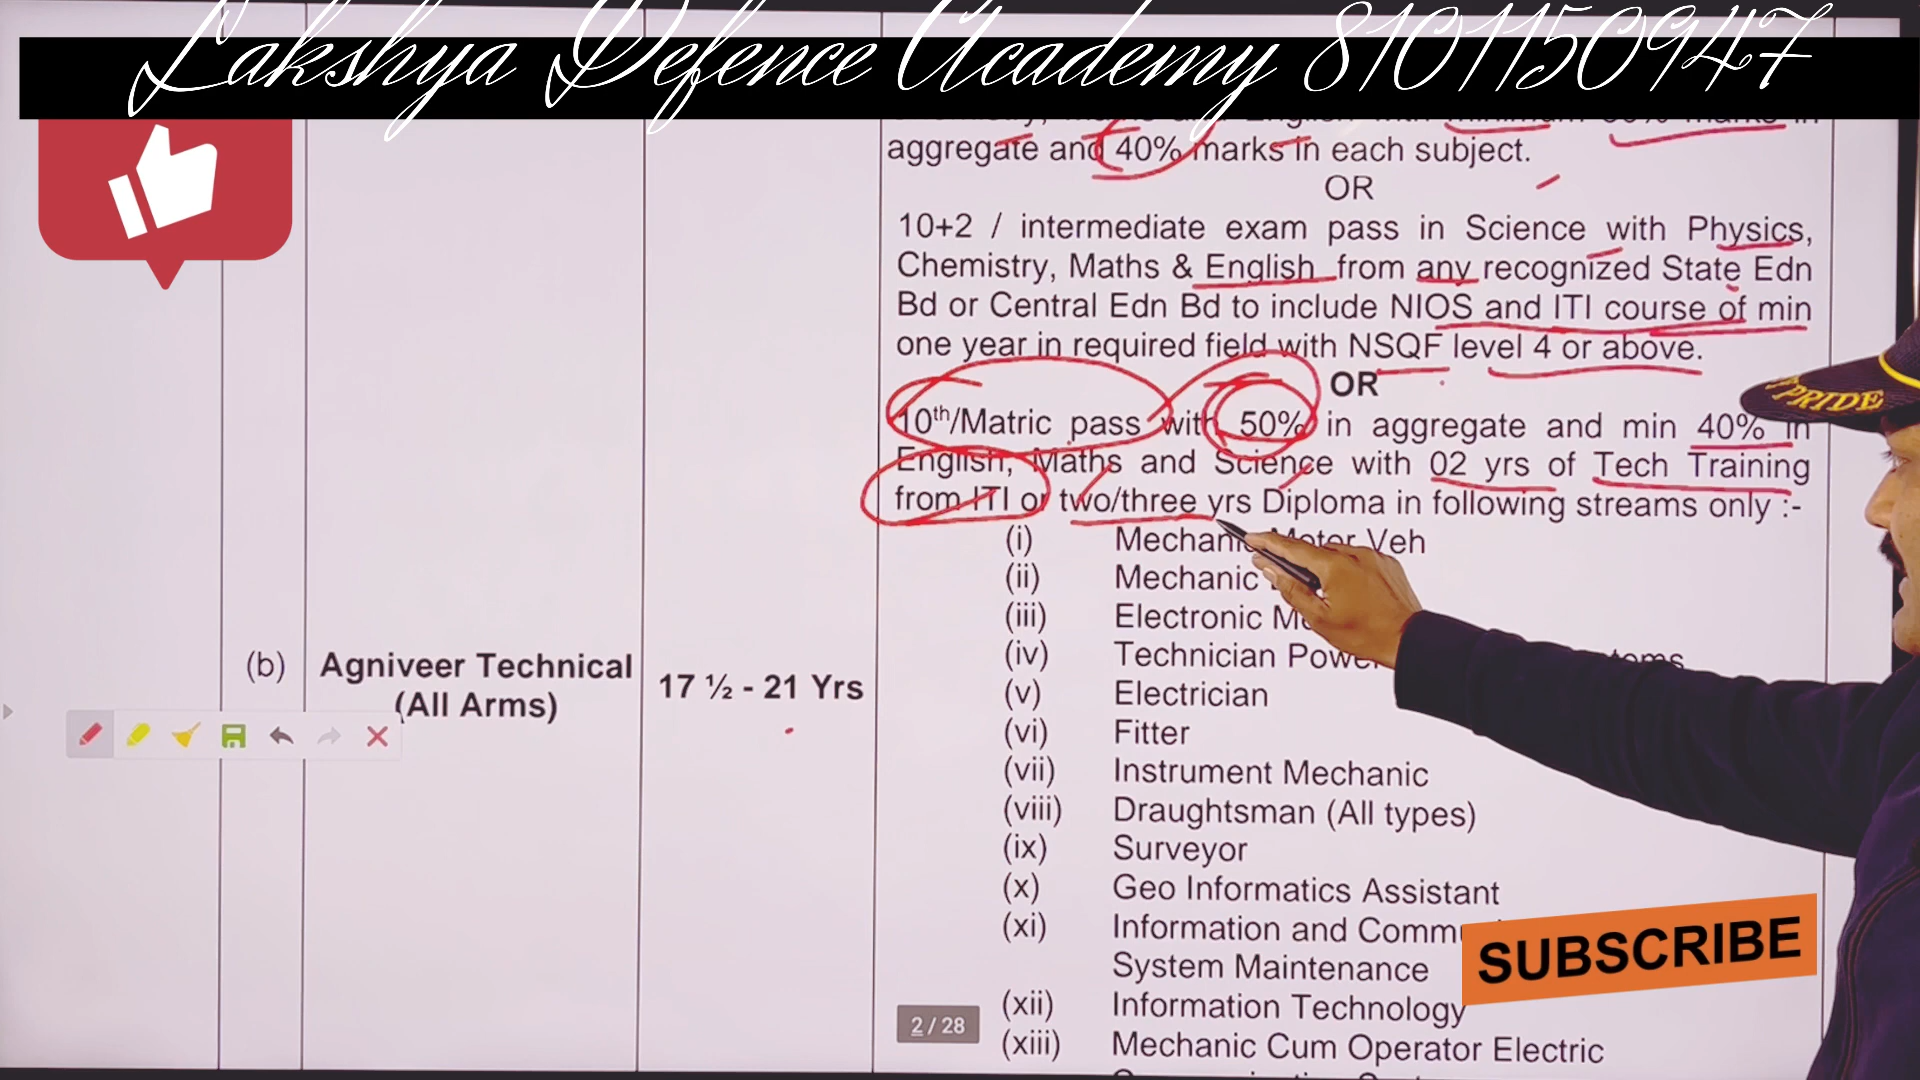 Lakshya Defence Academy 8101150947
aggregate and 40% marks in each subject.
OR
10+2 / intermediate exam pass in Science with Physics,
Chemistry, Maths & English from any recognized State Edn
Bd or Central Edn Bd to include NIOS and ITI course of min
one year in required field with NSQF level 4 or above.
OR
10th/Matric pass with 50% in aggregate and min 40% in
English, Maths and Science with 02 yrs of Tech Training
from ITI or two/three yrs Diploma in following streams only :-
(i) Mechanic Motor Veh
(ii) Mechanic
(iii) Electronic
(iv) Technician Power
(v) Electrician
(vi) Fitter
(vii) Instrument Mechanic
(viii) Draughtsman (All types)
(ix) Surveyor
(x) Geo Informatics Assistant
(xi) Information and
System Maintenance
(xii) Information Technology
(xiii) Mechanic Cum Operator Electric
(b) Agniveer Technical
(All Arms)
17 ½ - 21 Yrs
PRIDE
SUBSCRIBE
2 / 28